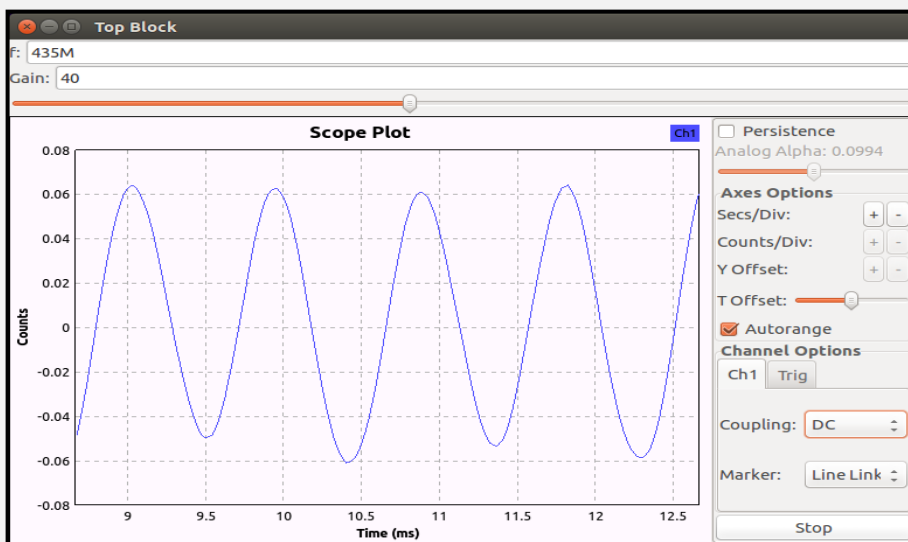 Top Block
f: 435M
Gain: 40
Scope Plot
Ch1
0.08
0.06
0.04
0.02
0
-0.02
-0.04
-0.06
-0.08
Counts
9 9.5 10 10.5 11 11.5 12 12.5
Time (ms)
Persistence
Analog Alpha: 0.0994
Axes Options
Secs/Div: + -
Counts/Div: + -
Y Offset: + -
T Offset:
Autorange
Channel Options
Ch1 Trig
Coupling: DC
Marker: Line Link
Stop